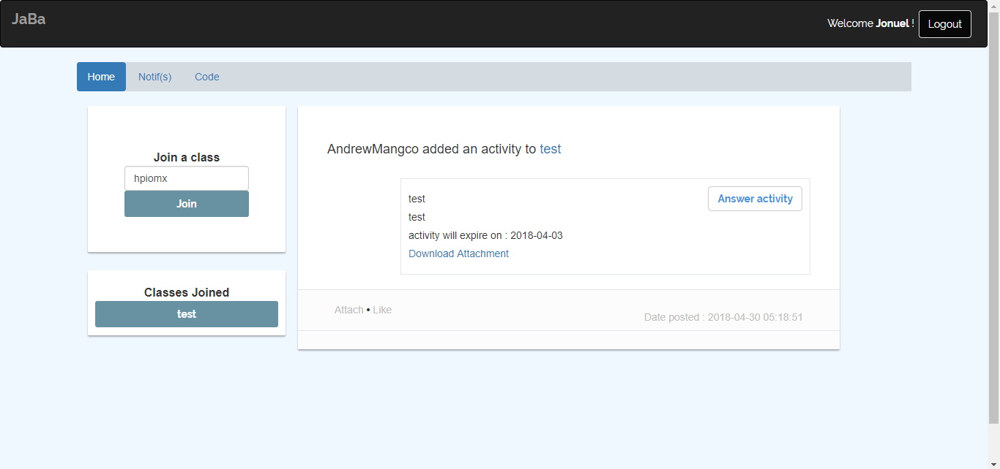 JaBa
Welcome Jonuel ! Logout
Home Notif(s) Code
Join a class
hpiomx
Join
Classes Joined
test
AndrewMangco added an activity to test
test
Answer activity
test
activity will expire on : 2018-04-03
Download Attachment
Attach • Like
Date posted : 2018-04-30 05:18:51